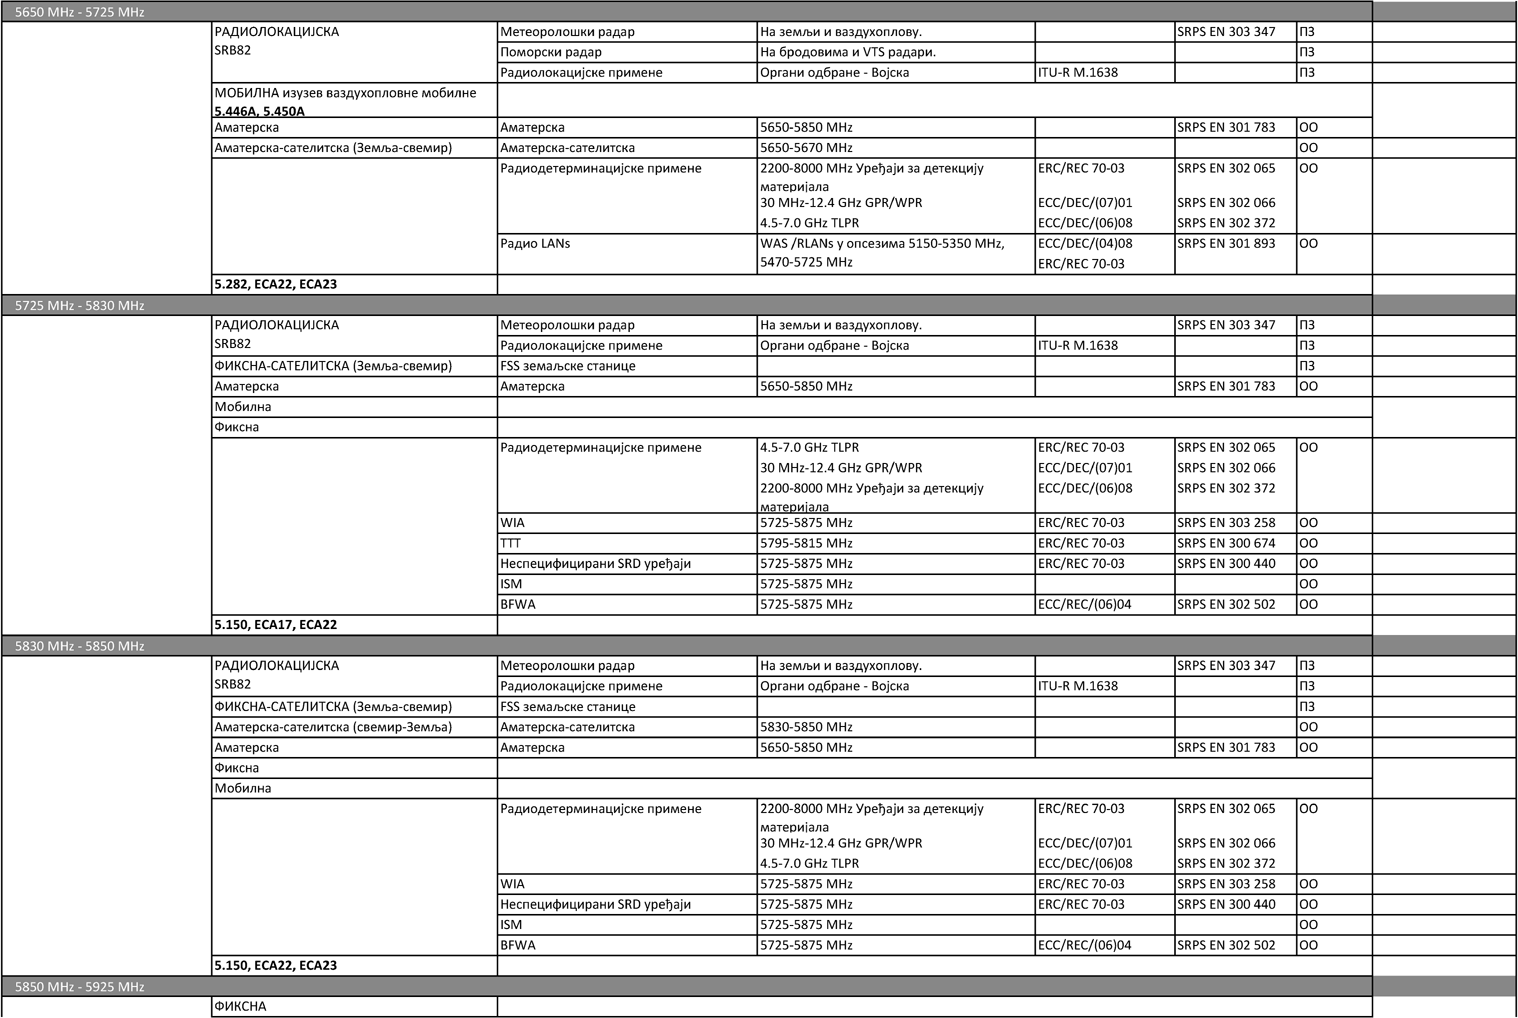 5650 MHz - 5725 MHz
РАДИОЛОКАЦИЈСКА Метеоролошки радар На земљи и ваздухоплову. SRPS EN 303 347 ПЗ
SRB82 Поморски радар На бродовима и VTS радари. ПЗ
Радиолокацијске примене Органи одбране - Војска ITU-R M.1638 ПЗ
МОБИЛНА изузев ваздухопловне мобилне
5.446A, 5.450A
Аматерска Аматерска 5650-5850 MHz SRPS EN 301 783 ОО
Аматерска-сателитска (Земља-свемир) Аматерска-сателитска 5650-5670 MHz ОО
Радиодетерминацијске примене 2200-8000 MHz Уређаји за детекцију ERC/REC 70-03 SRPS EN 302 065 ОО
материјала
30 MHz-12.4 GHz GPR/WPR ECC/DEC/(07)01 SRPS EN 302 066
4.5-7.0 GHz TLPR ECC/DEC/(06)08 SRPS EN 302 372
Радио LANs WAS /RLANs у опсезима 5150-5350 MHz, ECC/DEC/(04)08 SRPS EN 301 893 ОО
5470-5725 MHz ERC/REC 70-03
5.282, ECA22, ECA23
5725 MHz - 5830 MHz
РАДИОЛОКАЦИЈСКА Метеоролошки радар На земљи и ваздухоплову. SRPS EN 303 347 ПЗ
SRB82 Радиолокацијске примене Органи одбране - Војска ITU-R M.1638 ПЗ
ФИКСНА-САТЕЛИТСКА (Земља-свемир) FSS земаљске станице ПЗ
Аматерска Аматерска 5650-5850 MHz SRPS EN 301 783 ОО
Мобилна
Фиксна
Радиодетерминацијске примене 4.5-7.0 GHz TLPR ERC/REC 70-03 SRPS EN 302 065 ОО
30 MHz-12.4 GHz GPR/WPR ECC/DEC/(07)01 SRPS EN 302 066
2200-8000 MHz Уређаји за детекцију ECC/DEC/(06)08 SRPS EN 302 372
материјала
WIA 5725-5875 MHz ERC/REC 70-03 SRPS EN 303 258 ОО
TTT 5795-5815 MHz ERC/REC 70-03 SRPS EN 300 674 ОО
Неспецифицирани SRD уређаји 5725-5875 MHz ERC/REC 70-03 SRPS EN 300 440 ОО
ISM 5725-5875 MHz ОО
BFWA 5725-5875 MHz ECC/REC/(06)04 SRPS EN 302 502 ОО
5.150, ECA17, ECA22
5830 MHz - 5850 MHz
РАДИОЛОКАЦИЈСКА Метеоролошки радар На земљи и ваздухоплову. SRPS EN 303 347 ПЗ
SRB82 Радиолокацијске примене Органи одбране - Војска ITU-R M.1638 ПЗ
ФИКСНА-САТЕЛИТСКА (Земља-свемир) FSS земаљске станице ПЗ
Аматерска-сателитска (свемир-Земља) Аматерска-сателитска 5830-5850 MHz ОО
Аматерска Аматерска 5650-5850 MHz SRPS EN 301 783 ОО
Фиксна
Мобилна
Радиодетерминацијске примене 2200-8000 MHz Уређаји за детекцију ERC/REC 70-03 SRPS EN 302 065 ОО
материјала
30 MHz-12.4 GHz GPR/WPR ECC/DEC/(07)01 SRPS EN 302 066
4.5-7.0 GHz TLPR ECC/DEC/(06)08 SRPS EN 302 372
WIA 5725-5875 MHz ERC/REC 70-03 SRPS EN 303 258 ОО
Неспецифицирани SRD уређаји 5725-5875 MHz ERC/REC 70-03 SRPS EN 300 440 ОО
ISM 5725-5875 MHz ОО
BFWA 5725-5875 MHz ECC/REC/(06)04 SRPS EN 302 502 ОО
5.150, ECA22, ECA23
5850 MHz - 5925 MHz
ФИКСНА